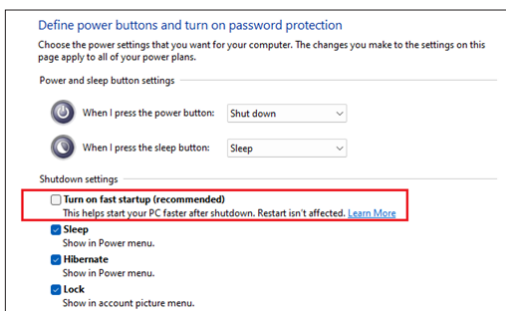 Define power buttons and turn on password protection
Choose the power settings that you want for your computer. The changes you make to the settings on this
page apply to all of your power plans.
Power and sleep button settings
When I press the power button: Shut down
When I press the sleep button: Sleep
Shutdown settings
Turn on fast startup (recommended)
This helps start your PC faster after shutdown. Restart isn't affected. Learn More
Sleep
Show in Power menu.
Hibernate
Show in Power menu.
Lock
Show in account picture menu.